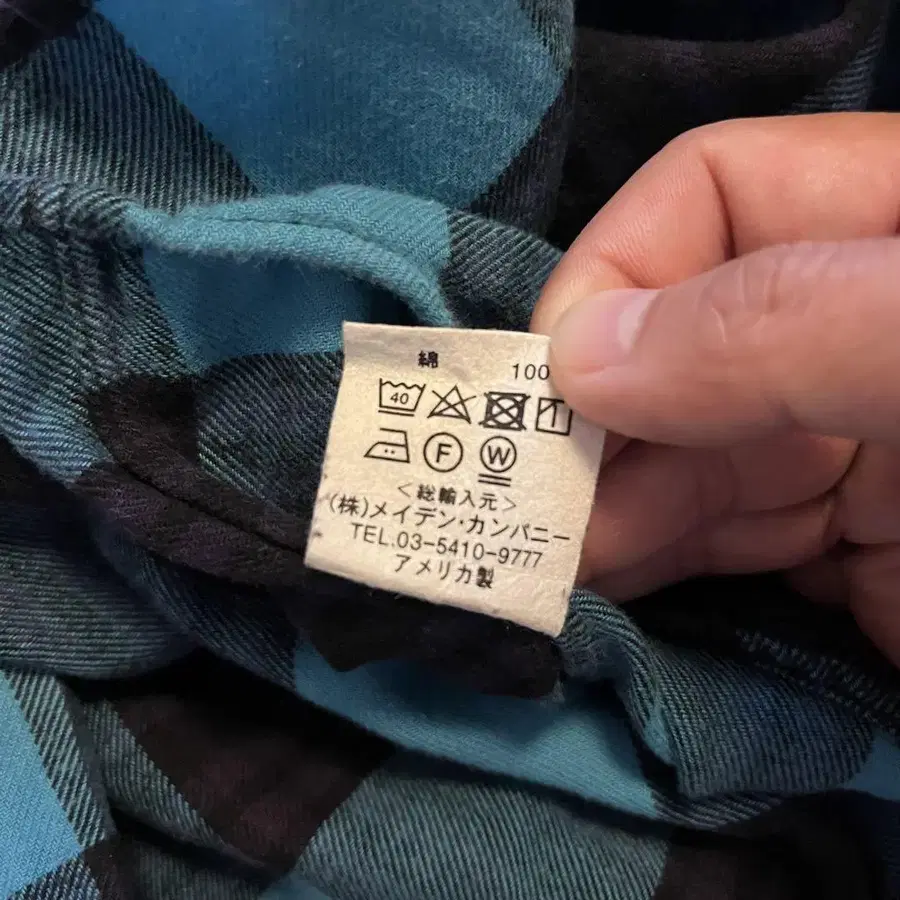 綿 100
40
F W
<総輸入元>
(株)メイデン・カンパニー
TEL.03-5410-9777
アメリカ製